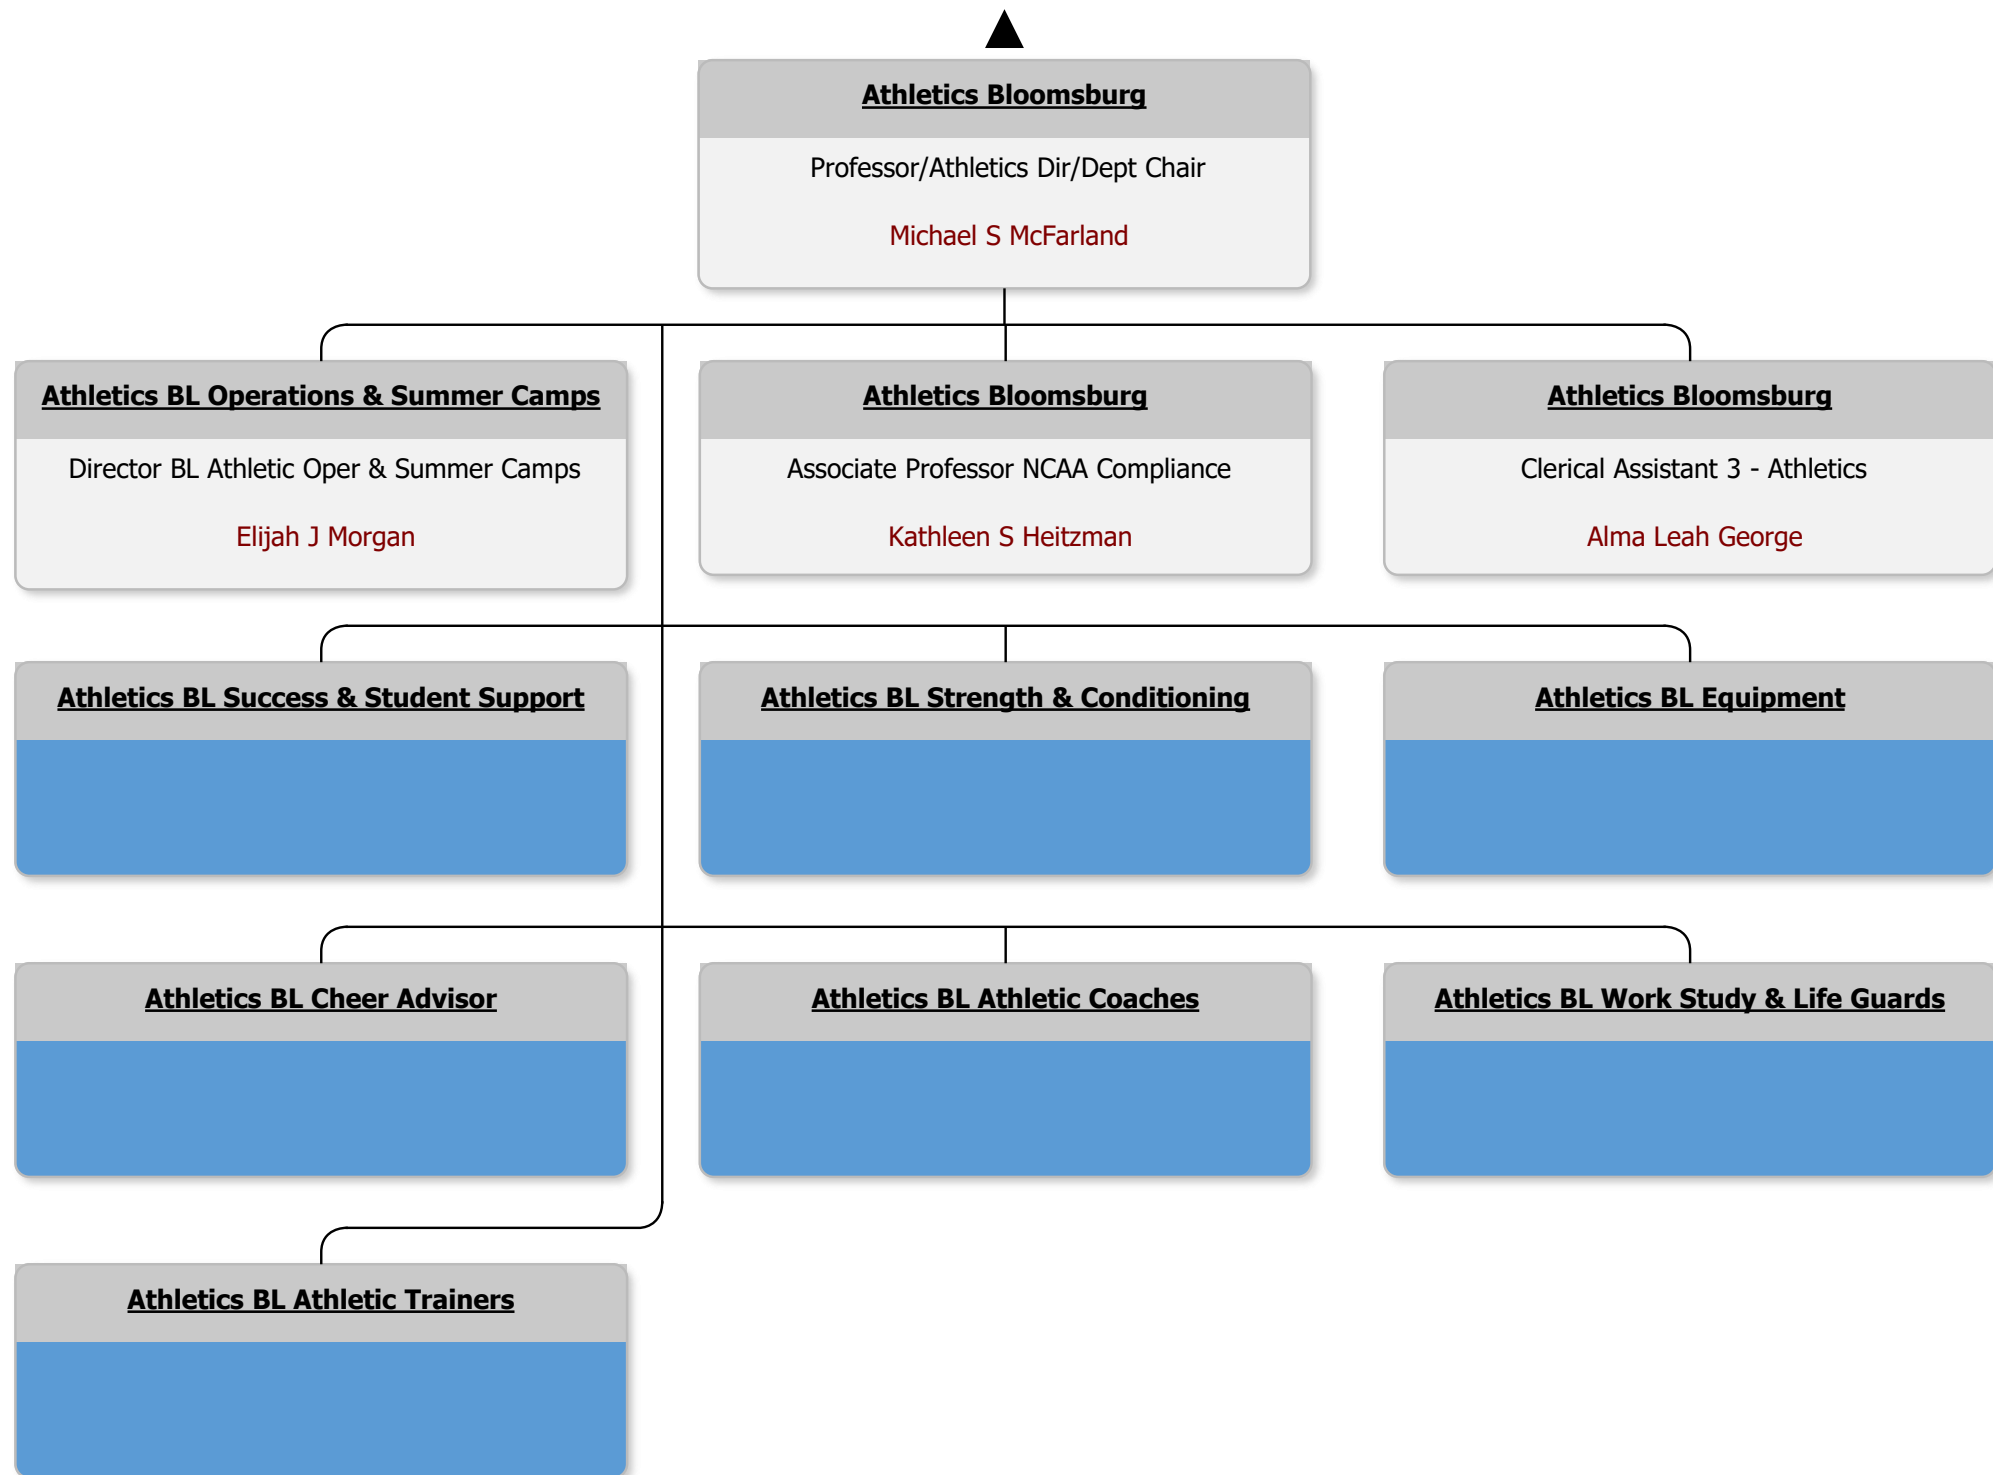 Athletics Bloomsburg
Professor/Athletics Dir/Dept Chair
Michael S McFarland
Athletics BL Operations & Summer Camps
Director BL Athletic Oper & Summer Camps
Elijah J Morgan
Athletics Bloomsburg
Associate Professor NCAA Compliance
Kathleen S Heitzman
Athletics Bloomsburg
Clerical Assistant 3 - Athletics
Alma Leah George
Athletics BL Success & Student Support
Athletics BL Strength & Conditioning
Athletics BL Equipment
Athletics BL Cheer Advisor
Athletics BL Athletic Coaches
Athletics BL Work Study & Life Guards
Athletics BL Athletic Trainers